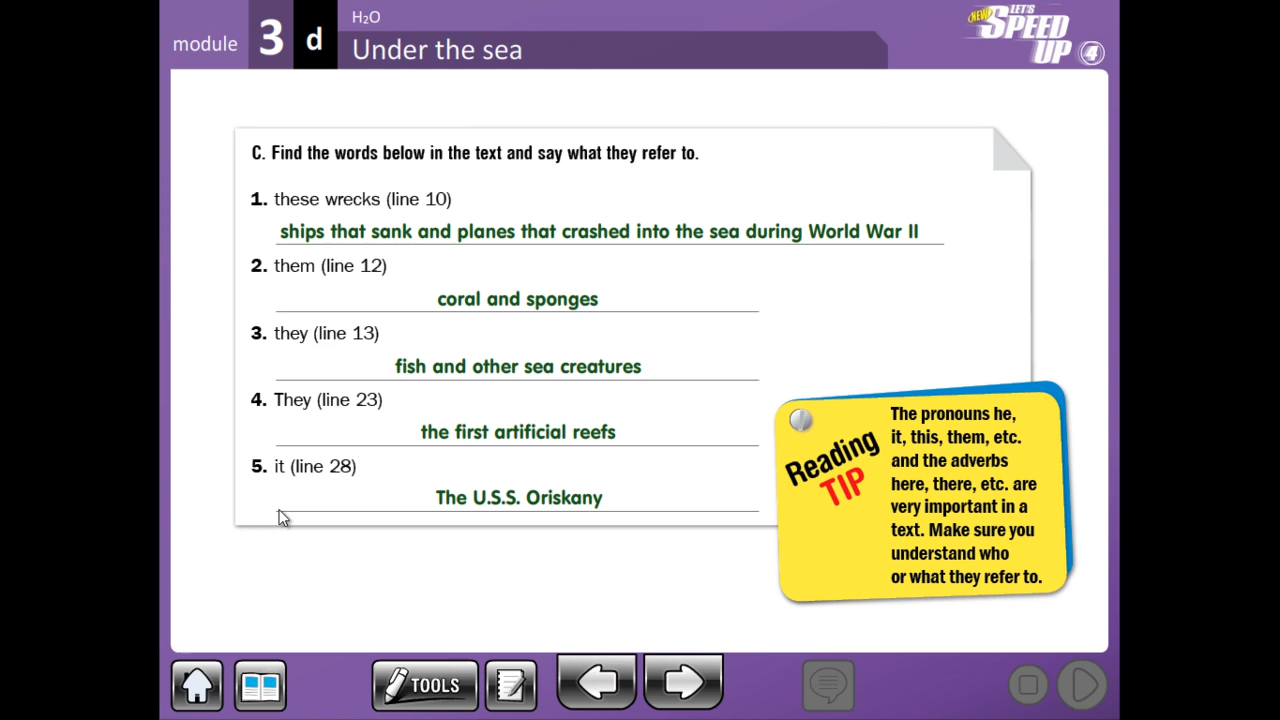 module 3 d
H₂O
Under the sea
NEW LET'S
SPEED
UP 4
C. Find the words below in the text and say what they refer to.
1. these wrecks (line 10)
ships that sank and planes that crashed into the sea during World War II
2. them (line 12)
coral and sponges
3. they (line 13)
fish and other sea creatures
4. They (line 23)
the first artificial reefs
5. it (line 28)
The U.S.S. Oriskany
Reading
TIP
The pronouns he,
it, this, them, etc.
and the adverbs
here, there, etc. are
very important in a
text. Make sure you
understand who
or what they refer to.
TOOLS